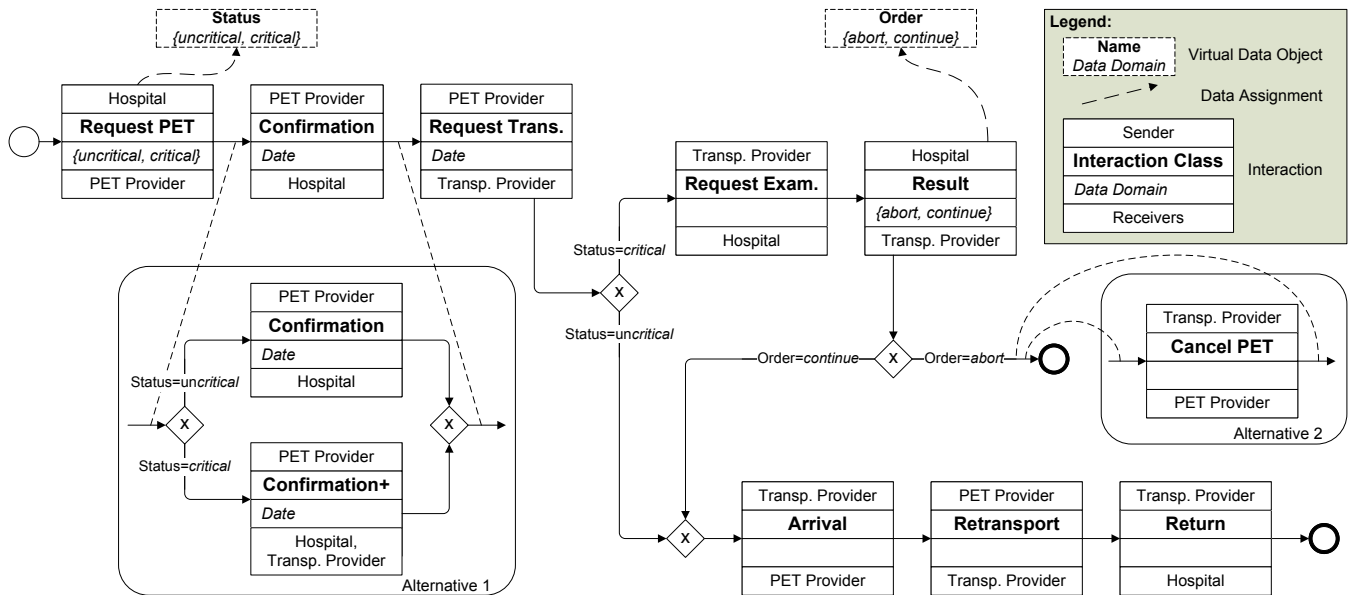 Status
{uncritical, critical}
Order
{abort, continue}
Legend:
Name
Data Domain
Virtual Data Object
Data Assignment
Sender
Interaction Class
Data Domain
Receivers
Interaction
Hospital
Request PET
{uncritical, critical}
PET Provider
PET Provider
Confirmation
Date
Hospital
PET Provider
Request Trans.
Date
Transp. Provider
Transp. Provider
Request Exam.
Hospital
Hospital
Result
{abort, continue}
Transp. Provider
Status=critical
X
Status=uncritical
PET Provider
Confirmation
Date
Hospital
Status=uncritical
X
X
Status=critical
PET Provider
Confirmation+
Date
Hospital,
Transp. Provider
Alternative 1
Order=continue
X
Order=abort
Transp. Provider
Cancel PET
PET Provider
Alternative 2
X
Transp. Provider
Arrival
PET Provider
PET Provider
Retransport
Transp. Provider
Transp. Provider
Return
Hospital